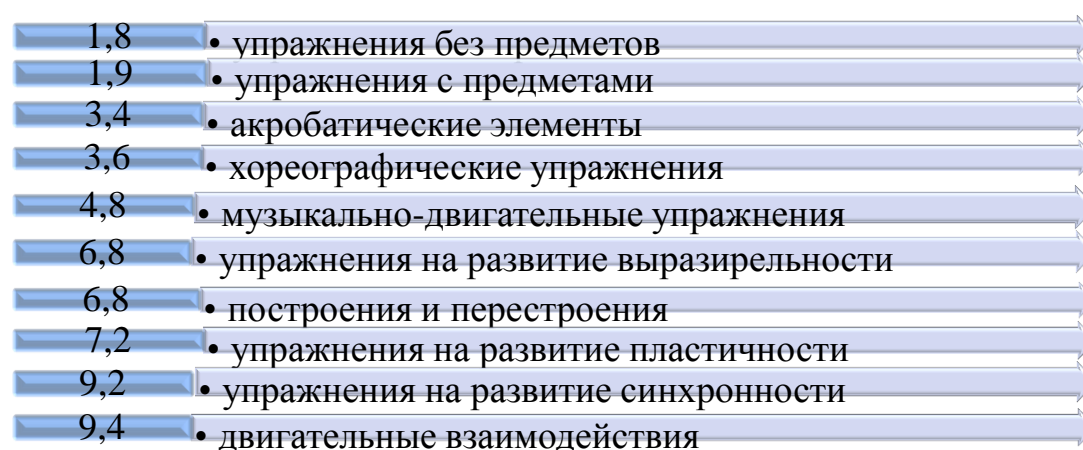 1,8 • упражнения без предметов
1,9 • упражнения с предметами
3,4 • акробатические элементы
3,6 • хореографические упражнения
4,8 • музыкально-двигательные упражнения
6,8 • упражнения на развитие выразирельности
6,8 • построения и перестроения
7,2 • упражнения на развитие пластичности
9,2 • упражнения на развитие синхронности
9,4 • двигательные взаимодействия